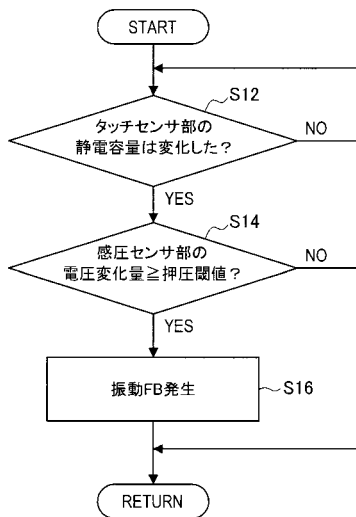 START
S12
タッチセンサ部の
静電容量は変化した?
NO
YES
S14
感圧センサ部の
電圧変化量≧押圧閾値?
NO
YES
振動FB発生
S16
RETURN